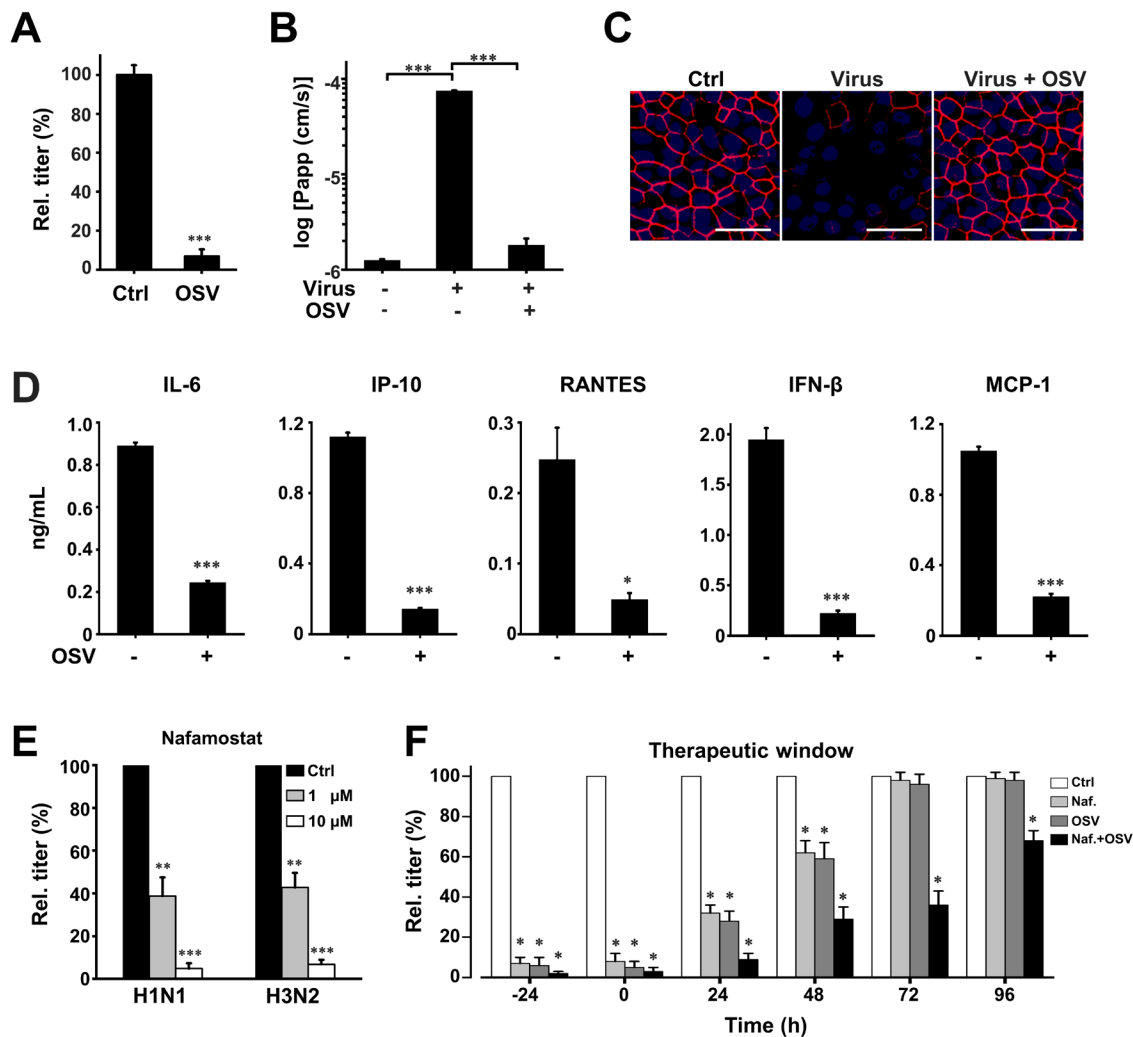 A
Rel. titer (%)
100
80
60
40
20
0
***
Ctrl OSV
B
log [Papp (cm/s)]
-4
-5
-6
*** ***
Virus - + +
OSV - - +
C
Ctrl Virus Virus + OSV
D
IL-6 IP-10 RANTES IFN-β MCP-1
ng/mL
1.0
0.8
0.6
0.4
0.2
0
***
1.2
0.8
0.4
0
***
0.3
0.2
0.1
0
*
2.0
1.5
1.0
0.5
0
***
1.2
0.8
0.4
0
***
OSV - + - + - + - + - +
E
Nafamostat
Rel. titer (%)
100
80
60
40
20
0
Ctrl
1 µM
10 µM
** *** ** ***
H1N1 H3N2
F
Therapeutic window
Rel. titer (%)
100
80
60
40
20
0
Ctrl
Naf.
OSV
Naf.+OSV
* * * * * * * * * * * * * *
-24 0 24 48 72 96
Time (h)